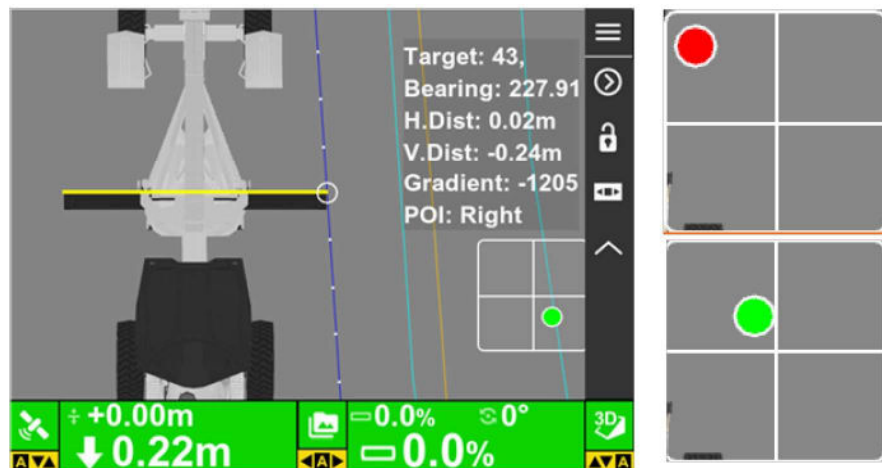 Target: 43,
Bearing: 227.91
H.Dist: 0.02m
V.Dist: -0.24m
Gradient: -1205
POI: Right
+0.00m
0.22m
0.0%
0°
0.0%
3D
A
A
A